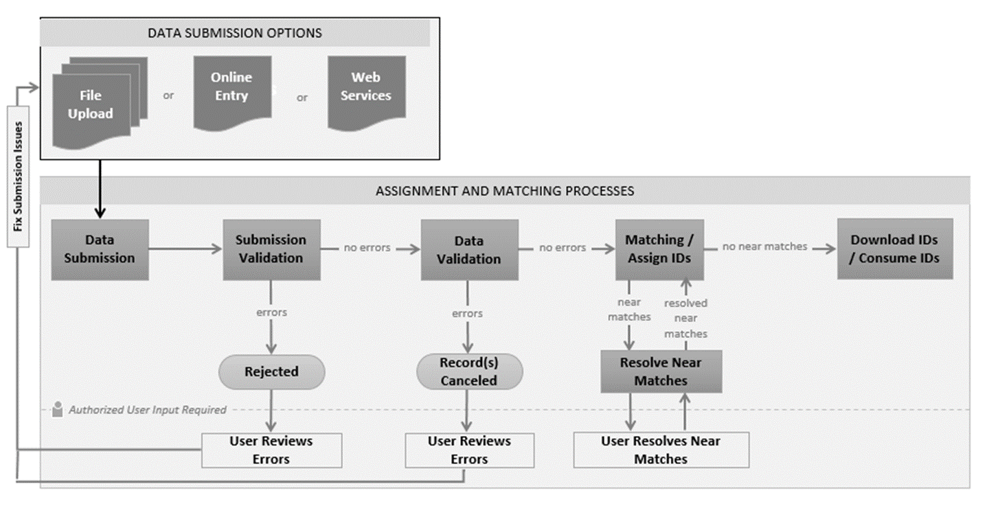 DATA SUBMISSION OPTIONS
File
Upload
or
Online
Entry
or
Web
Services
Fix Submission Issues
ASSIGNMENT AND MATCHING PROCESSES
Data
Submission
Submission
Validation
no errors
Data
Validation
no errors
Matching /
Assign IDs
no near matches
Download IDs
/ Consume IDs
errors
errors
near
matches
resolved
near
matches
Rejected
Record(s)
Canceled
Resolve Near
Matches
Authorized User Input Required
User Reviews
Errors
User Reviews
Errors
User Resolves Near
Matches